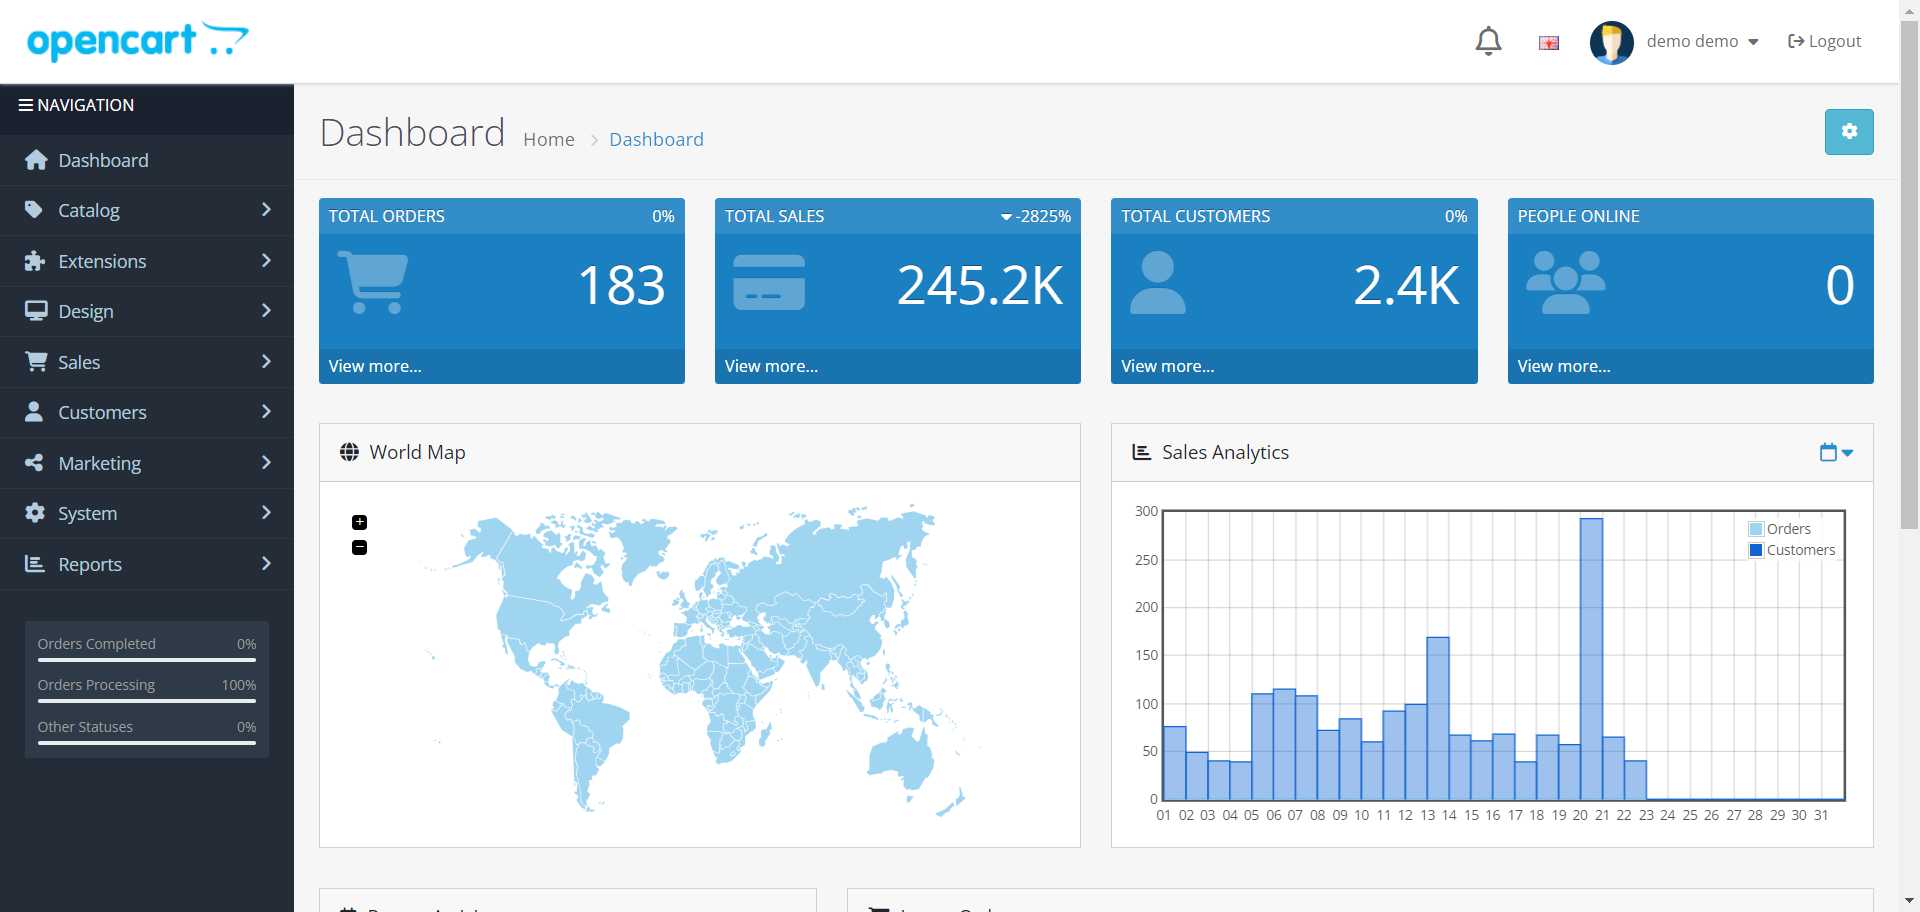 opencart
demo demo
Logout
NAVIGATION
Dashboard
Catalog
Extensions
Design
Sales
Customers
Marketing
System
Reports
Orders Completed 0%
Orders Processing 100%
Other Statuses 0%
Dashboard Home Dashboard
TOTAL ORDERS 0%
183
View more...
TOTAL SALES -2825%
245.2K
View more...
TOTAL CUSTOMERS 0%
2.4K
View more...
PEOPLE ONLINE
0
View more...
World Map
+
−
Sales Analytics
Orders
Customers
300
250
200
150
100
50
0
01 02 03 04 05 06 07 08 09 10 11 12 13 14 15 16 17 18 19 20 21 22 23 24 25 26 27 28 29 30 31